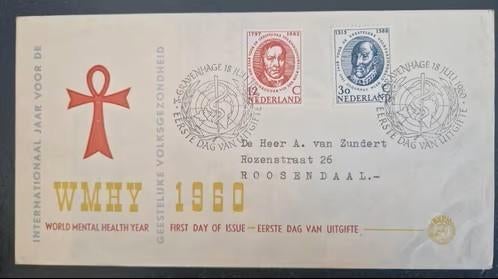 INTERNATIONAAL JAAR VOOR DE
GEESTELIJKE VOLKSGEZONDHEID
1797 1862
12 C
NEDERLAND
1515 1588
30 C
NEDERLAND
'S-GRAVENHAGE 18 JULI 1960
EERSTE DAG VAN UITGIFTE
'S-GRAVENHAGE 18 JULI 1960
EERSTE DAG VAN UITGIFTE
De Heer A. van Zundert
Rozenstraat 26
ROOSENDAAL.-
WMHY 1960
WORLD MENTAL HEALTH YEAR FIRST DAY OF ISSUE — EERSTE DAG VAN UITGIFTE